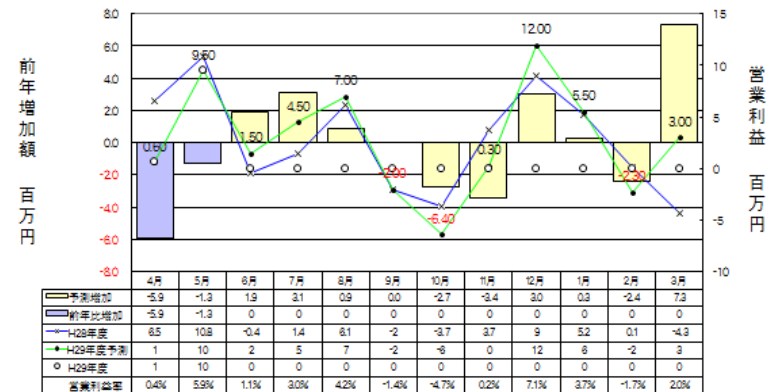 8.0 15
9.50 12.00
6.0
前年増加額 百万円
営業利益 百万円
7.00 10
4.0
4.50 5.50
2.0 5
1.50 3.00
0.60 0.30
0.0
0
-2.0
-2.00 -2.30
-4.0
-5
-6.40
-6.0
-8.0 -10
4月 5月 6月 7月 8月 9月 10月 11月 12月 1月 2月 3月
予測増加 -5.9 -1.3 1.9 3.1 0.9 0.0 -2.7 -3.4 3.0 0.3 -2.4 7.3
前年比増加 -5.9 -1.3 0 0 0 0 0 0 0 0 0 0
H28年度 6.5 10.8 -0.4 1.4 6.1 -2 -3.7 3.7 9 5.2 0.1 -4.3
H29年度予測 1 10 2 5 7 -2 -6 0 12 6 -2 3
H29年度 1 10 0 0 0 0 0 0 0 0 0 0
営業利益率 0.4% 5.9% 1.1% 3.0% 4.2% -1.4% -4.7% 0.2% 7.1% 3.7% -1.7% 2.0%